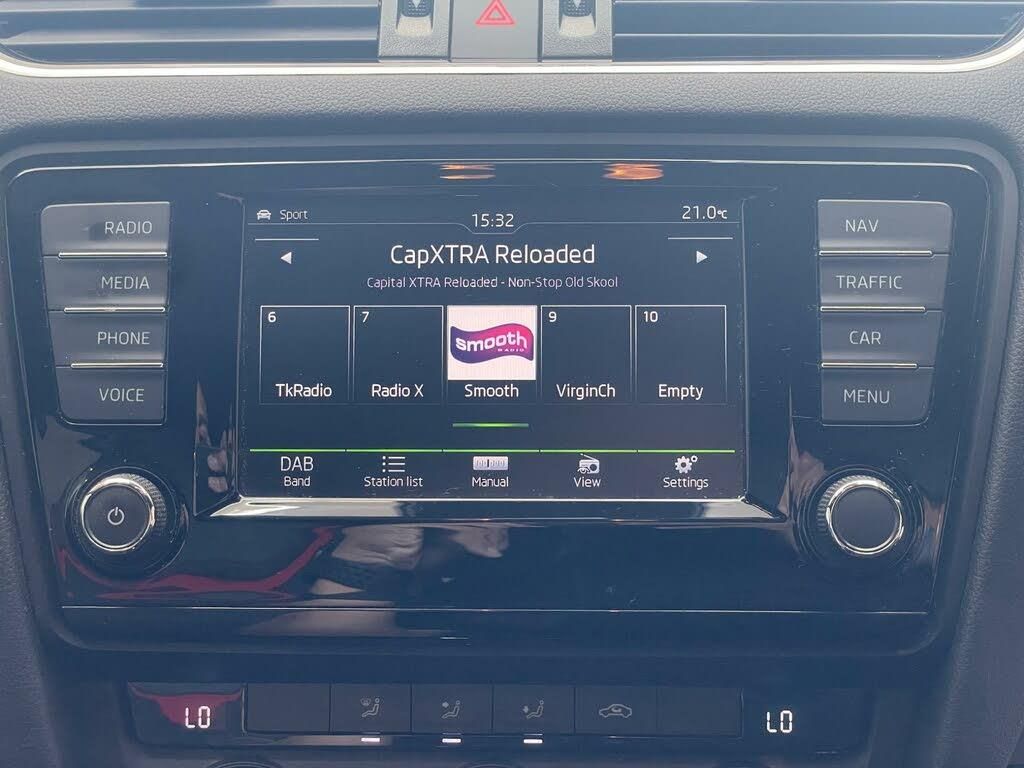 RADIO
MEDIA
PHONE
VOICE
Sport
15:32
21.0°C
CapXTRA Reloaded
Capital XTRA Reloaded - Non-Stop Old Skool
6
7
9
10
smooth
RADIO
TkRadio
Radio X
Smooth
VirginCh
Empty
DAB
Band
Station list
Manual
View
Settings
NAV
TRAFFIC
CAR
MENU
LO
LO